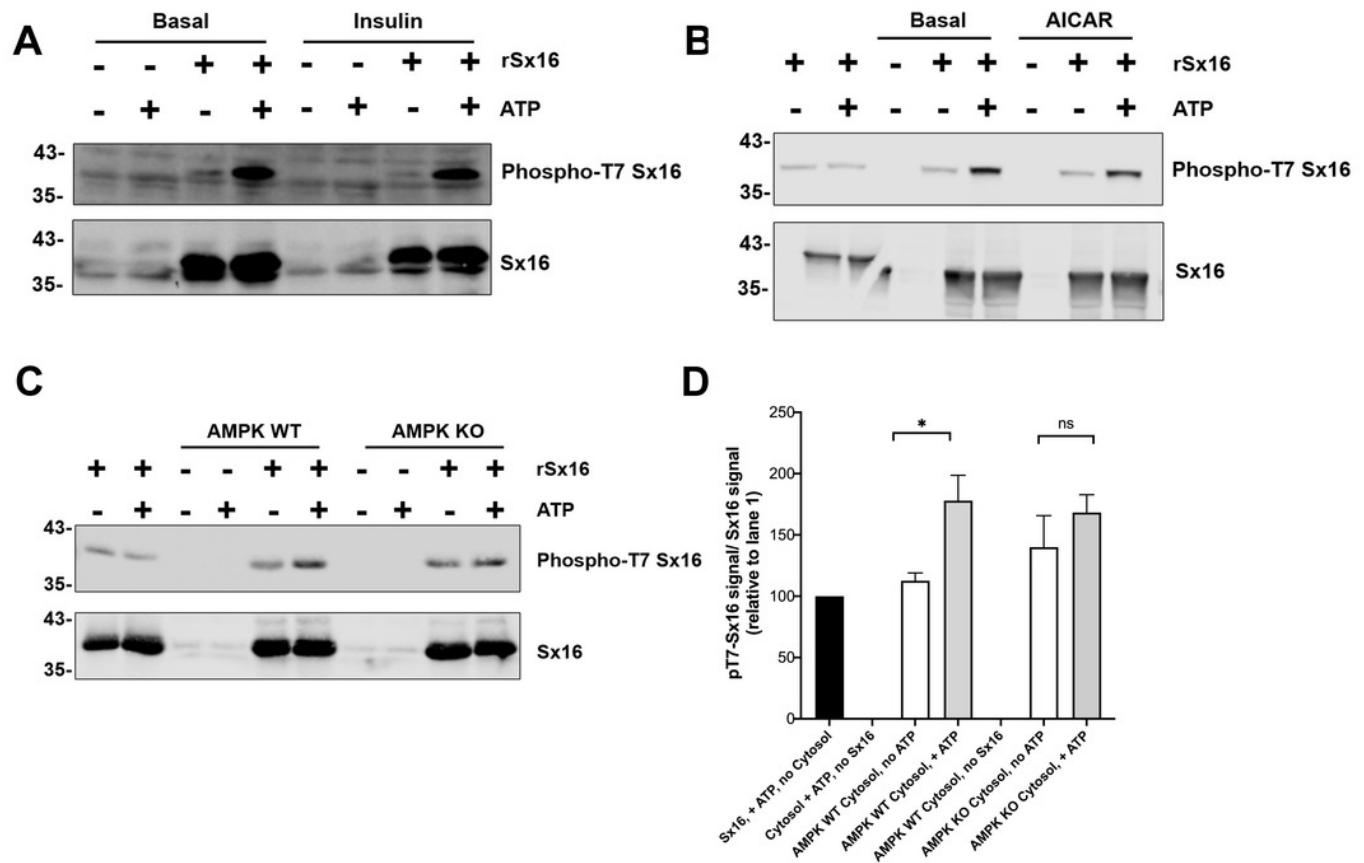 A
Basal Insulin
- - + + - - + + rSx16
- + - + - + - + ATP
43-
35-
Phospho-T7 Sx16
43-
35-
Sx16
B
Basal AICAR
+ + - + + - + + rSx16
- + - - + - - + ATP
43-
35-
Phospho-T7 Sx16
43-
35-
Sx16
C
AMPK WT AMPK KO
+ + - - + + - - + + rSx16
- + - + - + - + - + ATP
43-
35-
Phospho-T7 Sx16
43-
35-
Sx16
D
pT7-Sx16 signal/ Sx16 signal
(relative to lane 1)
250
200
150
100
50
0
* ns
Sx16, + ATP, no Cytosol
Cytosol + ATP, no Sx16
AMPK WT Cytosol, no ATP
AMPK WT Cytosol, + ATP
AMPK WT Cytosol, no Sx16
AMPK KO Cytosol, no ATP
AMPK KO Cytosol, + ATP